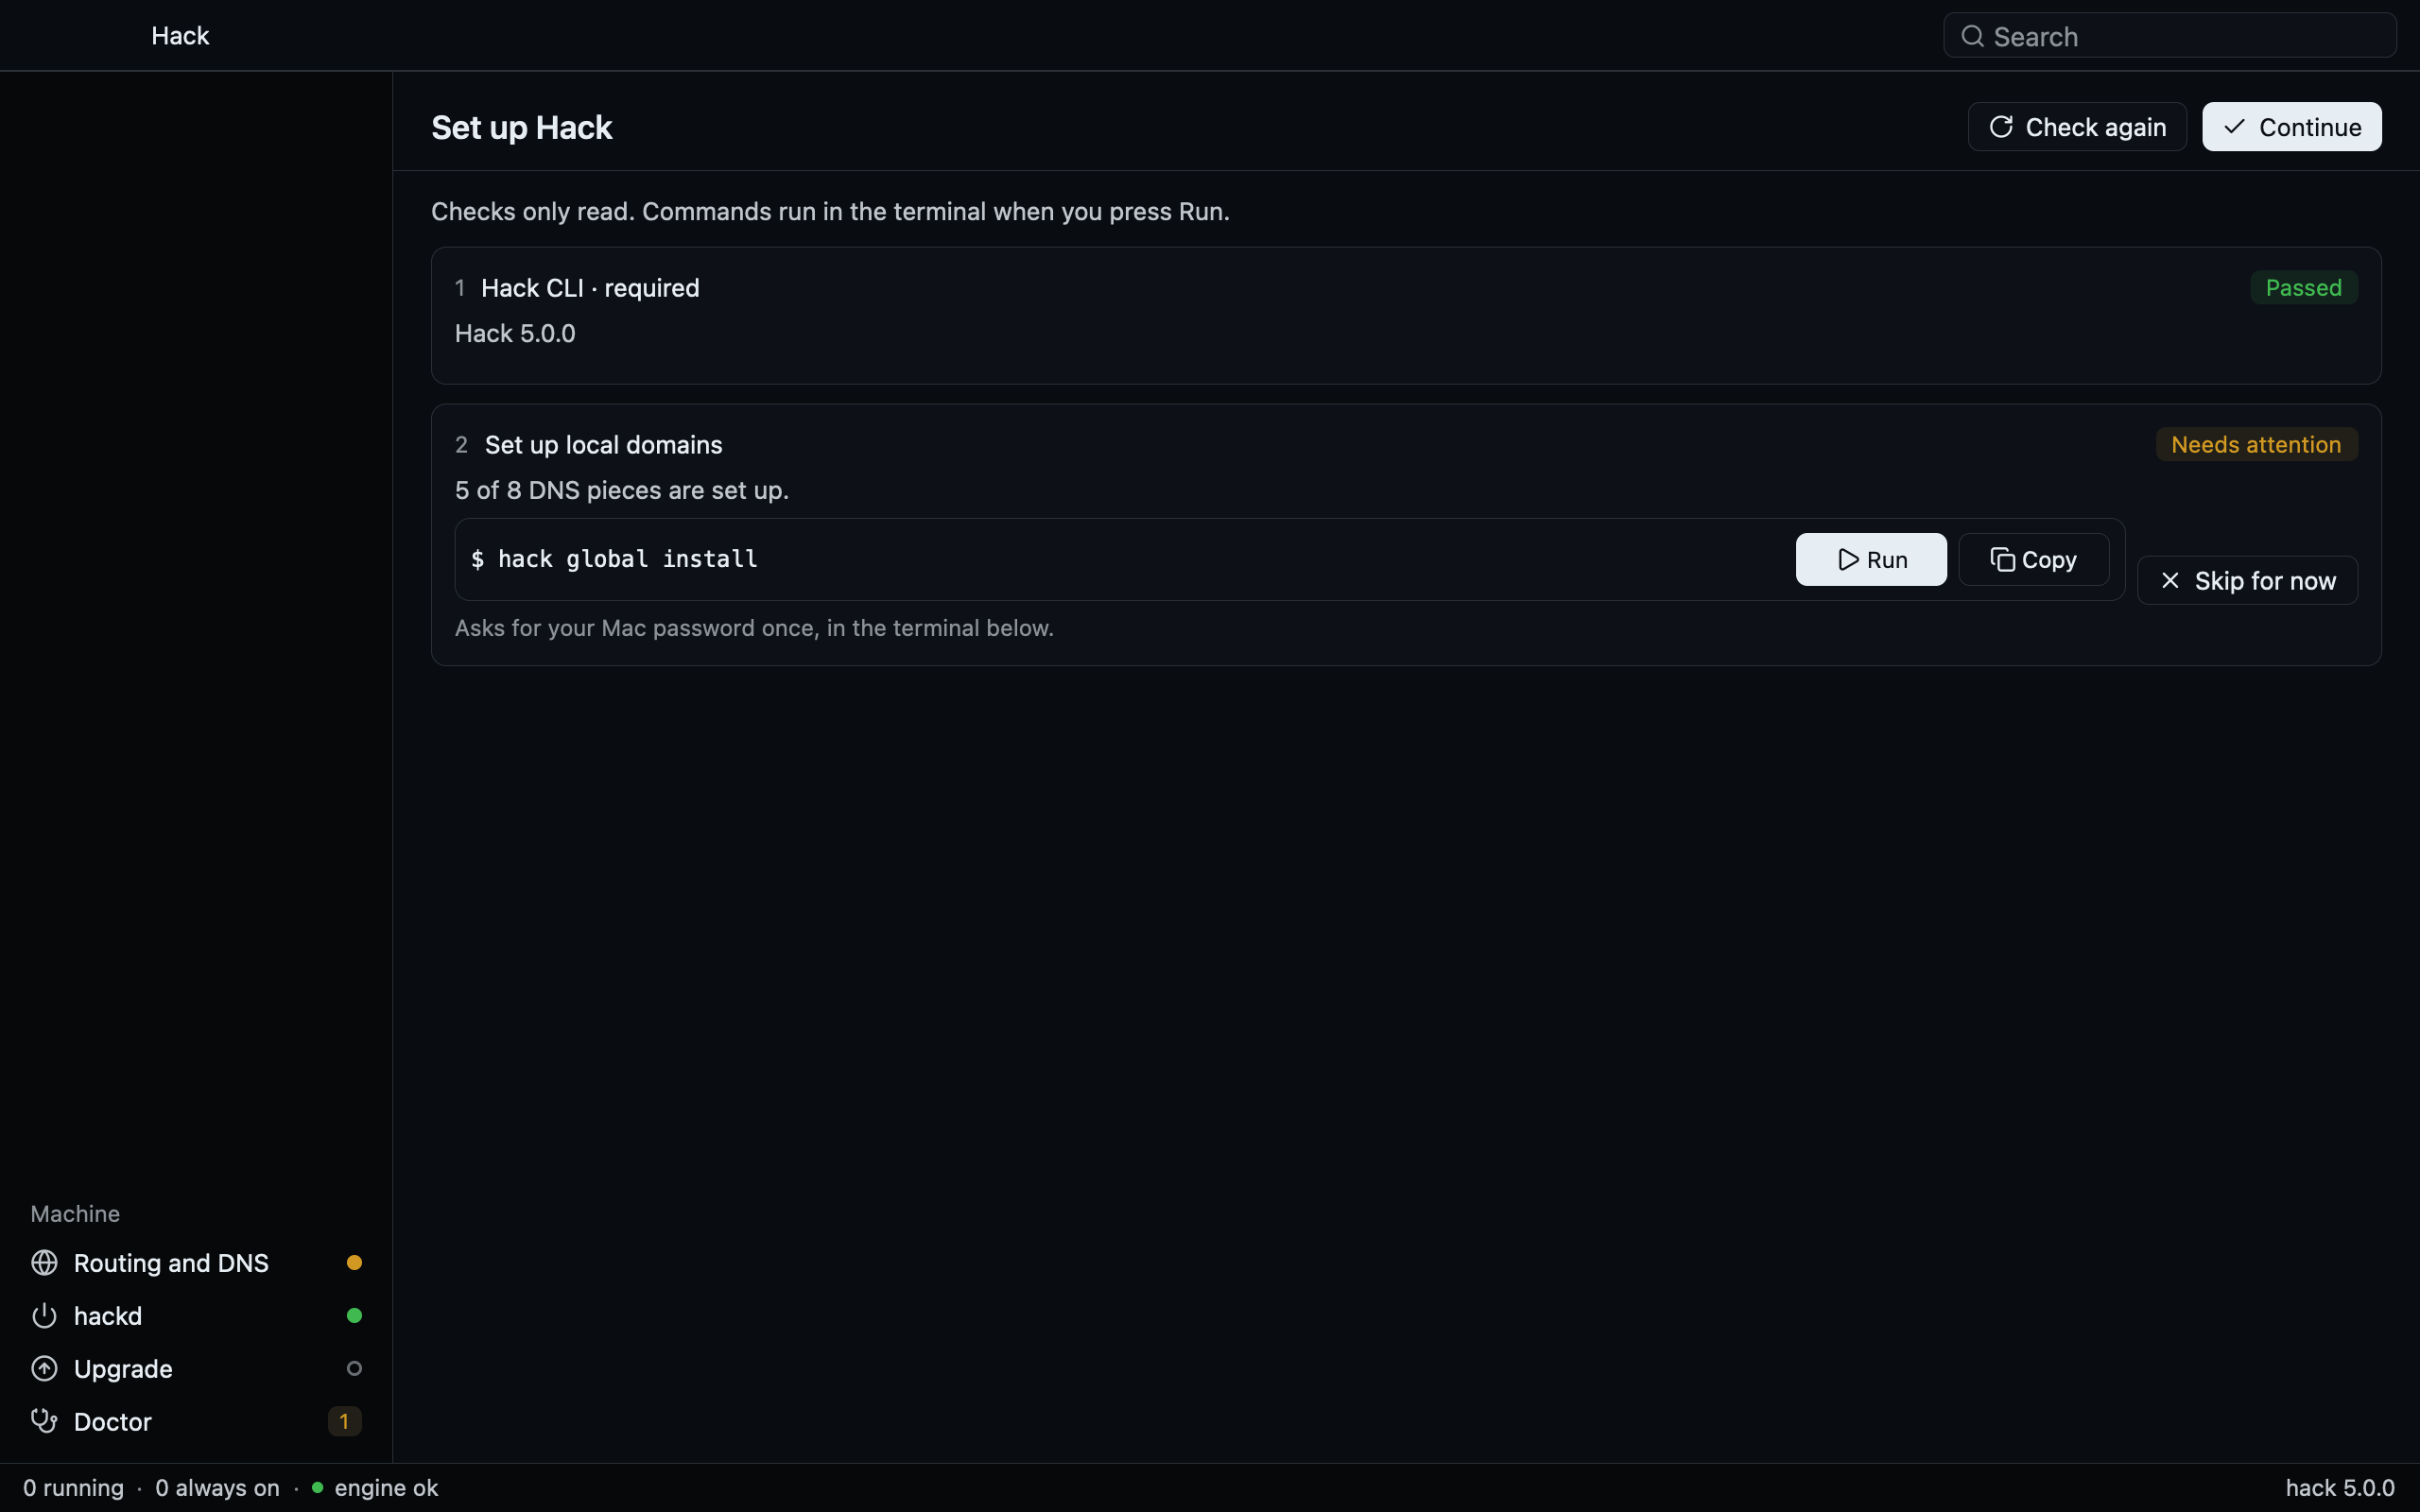 Hack
Search
Set up Hack
Check again
Continue
Checks only read. Commands run in the terminal when you press Run.
1 Hack CLI · required
Passed
Hack 5.0.0
2 Set up local domains
Needs attention
5 of 8 DNS pieces are set up.
$ hack global install
Run
Copy
Skip for now
Asks for your Mac password once, in the terminal below.
Machine
Routing and DNS
hackd
Upgrade
Doctor 1
0 running · 0 always on · engine ok
hack 5.0.0